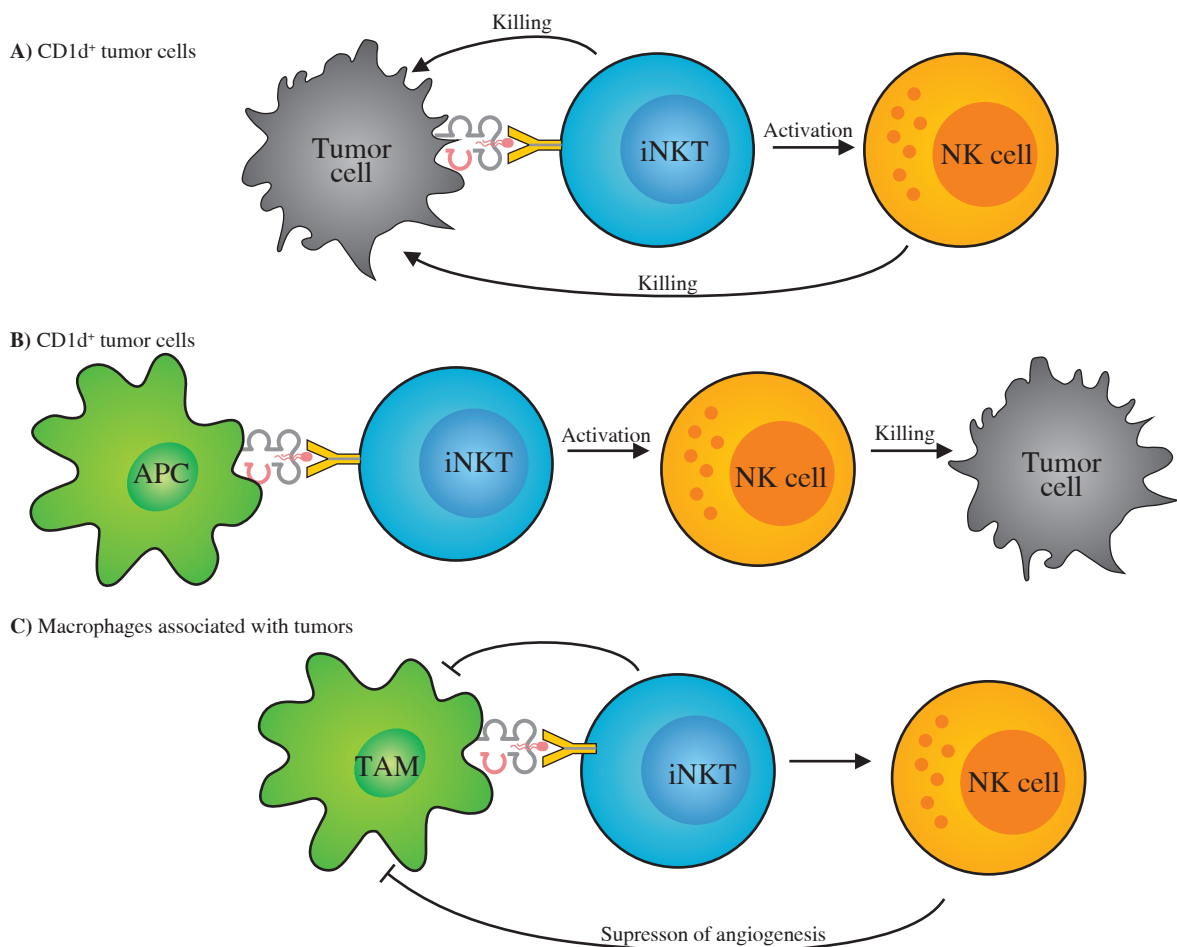 A) CD1d⁺ tumor cells
Killing
Tumor
cell
iNKT
Activation
NK cell
Killing
B) CD1d⁺ tumor cells
APC
iNKT
Activation
NK cell
Killing
Tumor
cell
C) Macrophages associated with tumors
TAM
iNKT
NK cell
Supresson of angiogenesis